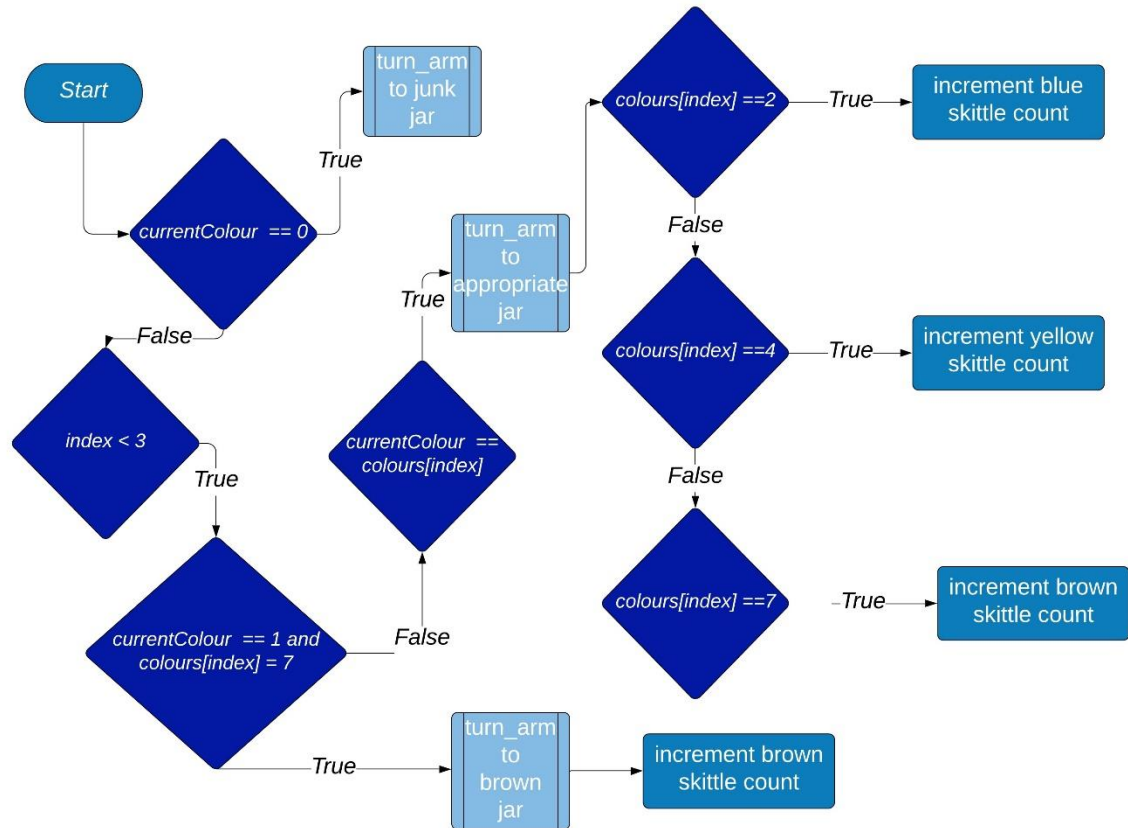 Start
currentColour == 0
True
turn_arm
to junk
jar
False
index < 3
True
currentColour == 1 and
colours[index] = 7
False
currentColour ==
colours[index]
True
turn_arm
to
appropriate
jar
True
turn_arm
to
brown
jar
increment brown
skittle count
colours[index] ==2
True
increment blue
skittle count
False
colours[index] ==4
True
increment yellow
skittle count
False
colours[index] ==7
True
increment brown
skittle count